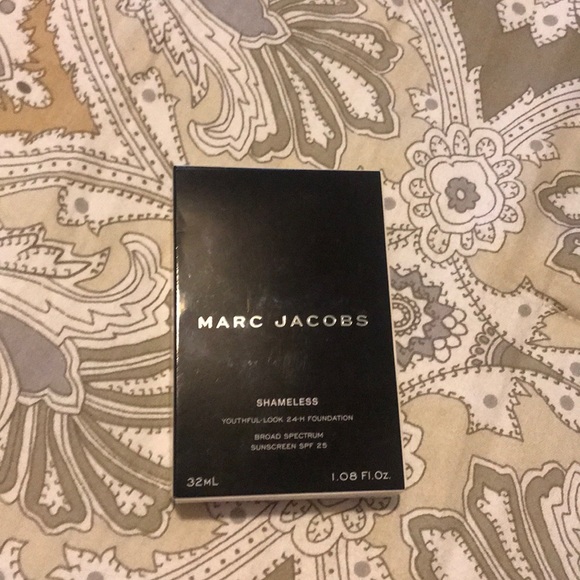 MARC JACOBS
SHAMELESS
YOUTHFUL-LOOK 24-H FOUNDATION
BROAD SPECTRUM
SUNSCREEN SPF 25
32ML 1.08 Fl.Oz.